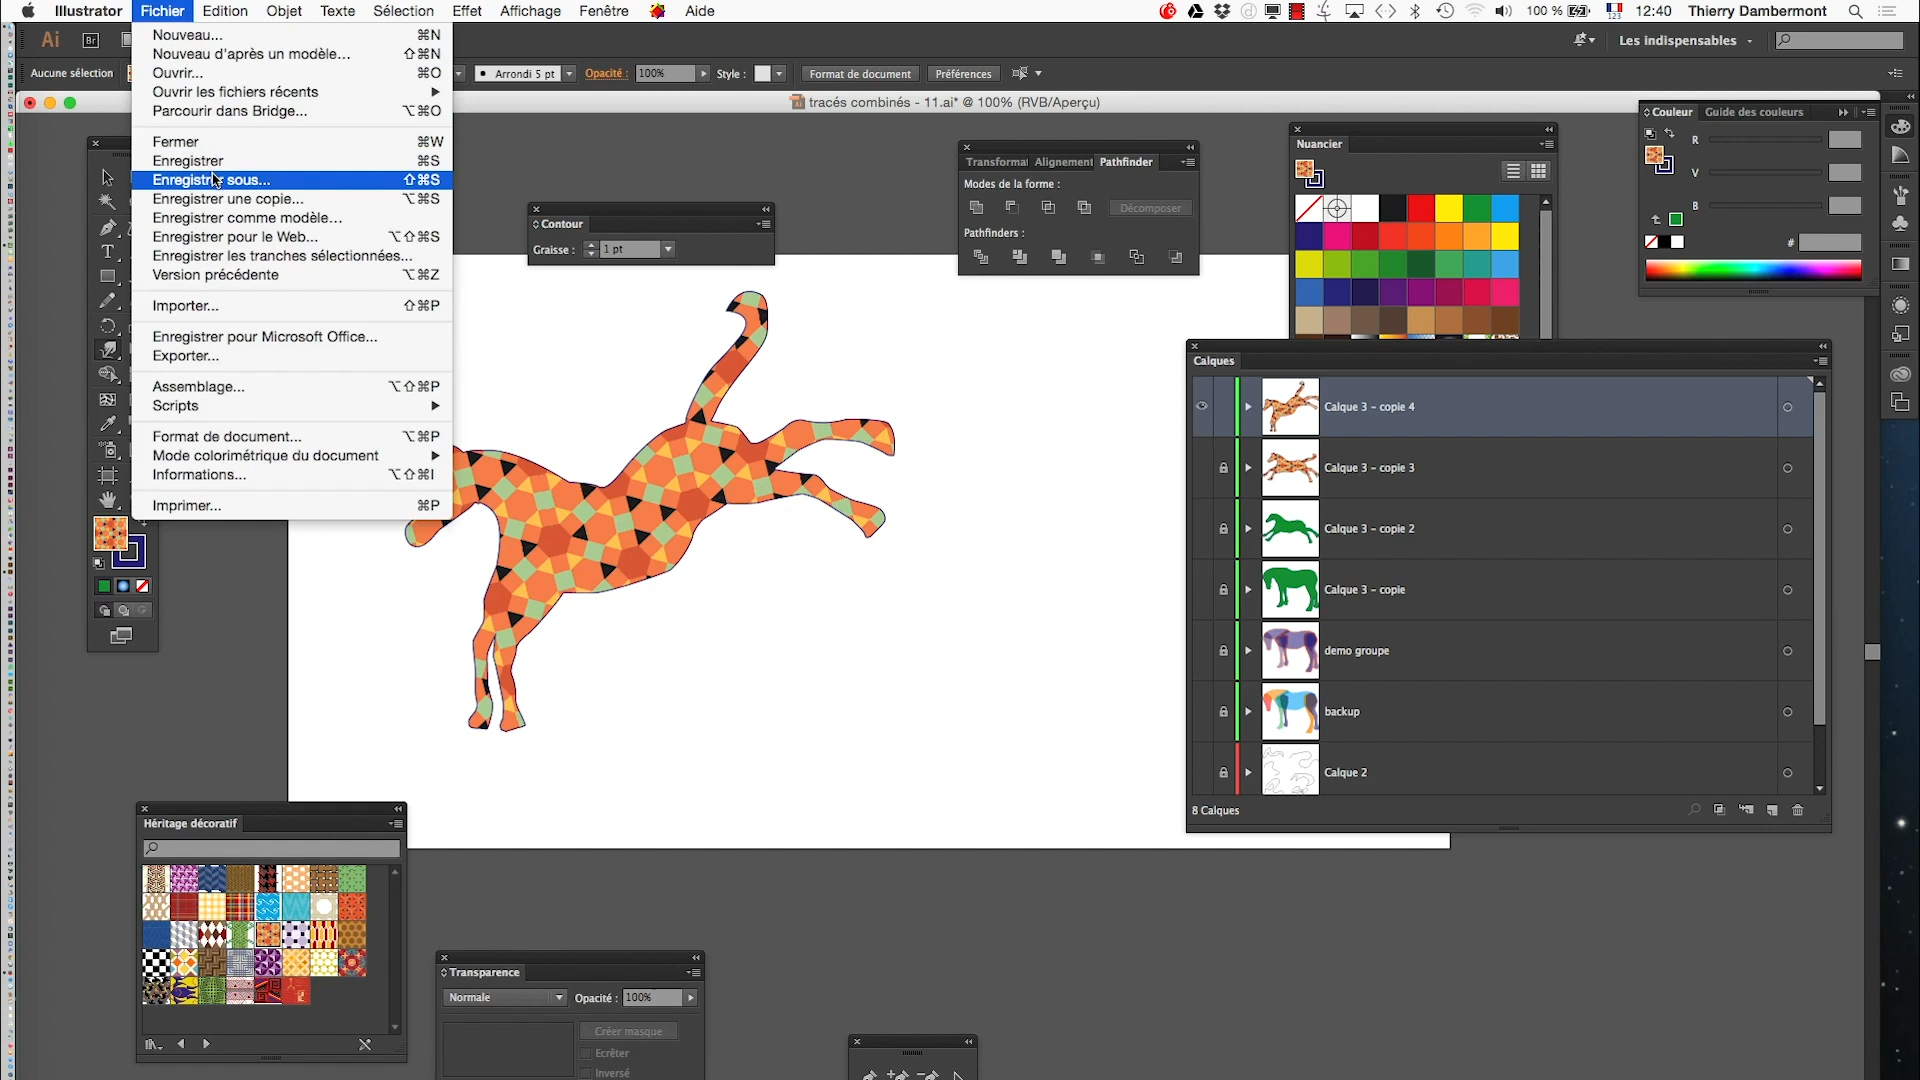 Illustrator Fichier Edition Objet Texte Sélection Effet Affichage Fenêtre Aide
100 % 12:40 Thierry Dambermont
Ai Br
Les indispensables
Aucune sélection
Arrondi 5 pt Opacité : 100% Style : Format de document Préférences
tracés combinés - 11.ai* @ 100% (RVB/Aperçu)
Nouveau... ⌘N
Nouveau d'après un modèle... ⇧⌘N
Ouvrir... ⌘O
Ouvrir les fichiers récents
Parcourir dans Bridge... ⌥⌘O
Fermer ⌘W
Enregistrer ⌘S
Enregistrer sous... ⇧⌘S
Enregistrer une copie... ⌥⌘S
Enregistrer comme modèle...
Enregistrer pour le Web... ⌥⇧⌘S
Enregistrer les tranches sélectionnées...
Version précédente ⌥⌘Z
Importer... ⇧⌘P
Enregistrer pour Microsoft Office...
Exporter...
Assemblage... ⌥⇧⌘P
Scripts
Format de document... ⌥⌘P
Mode colorimétrique du document
Informations... ⌥⇧⌘I
Imprimer... ⌘P
Contour
Graisse : 1 pt
Transforma Alignement Pathfinder
Modes de la forme :
Décomposer
Pathfinders :
Nuancier
Couleur Guide des couleurs
R
V
B
#
Calques
Calque 3 - copie 4
Calque 3 - copie 3
Calque 3 - copie 2
Calque 3 - copie
demo groupe
backup
Calque 2
8 Calques
Héritage décoratif
Transparence
Normale Opacité : 100%
Créer masque
Ecrêter
Inversé